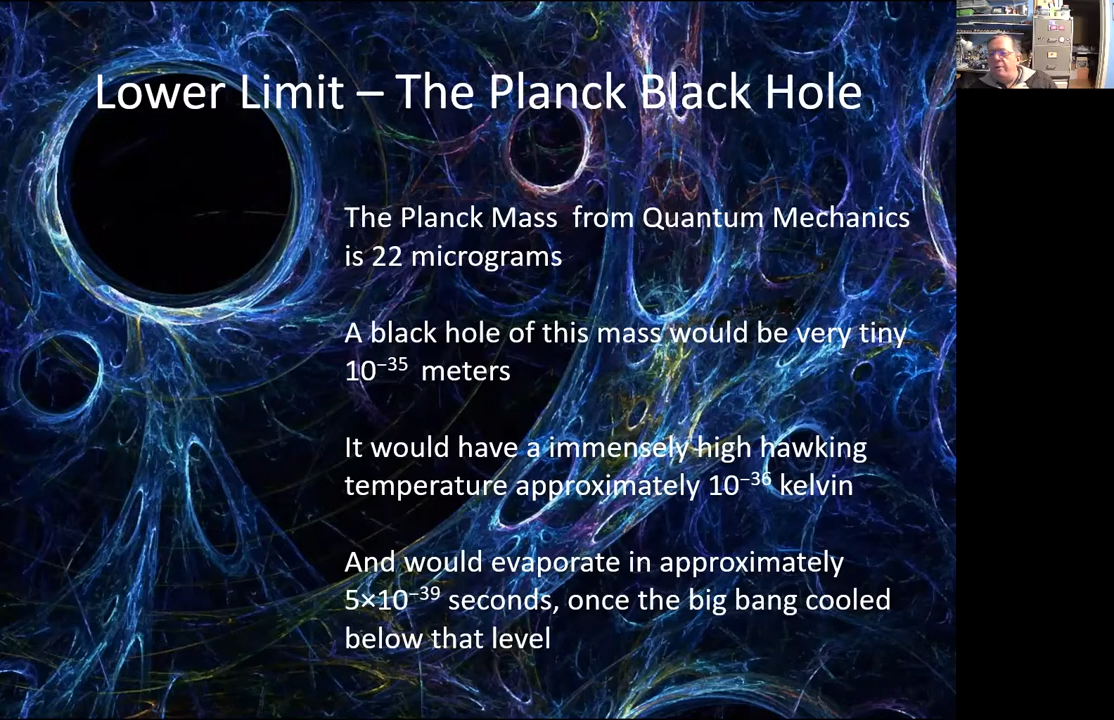 Lower Limit – The Planck Black Hole
The Planck Mass  from Quantum Mechanics
is 22 micrograms
A black hole of this mass would be very tiny
10⁻³⁵ meters
It would have a immensely high hawking
temperature approximately 10⁻³⁶ kelvin
And would evaporate in approximately
5×10⁻³⁹ seconds, once the big bang cooled
below that level